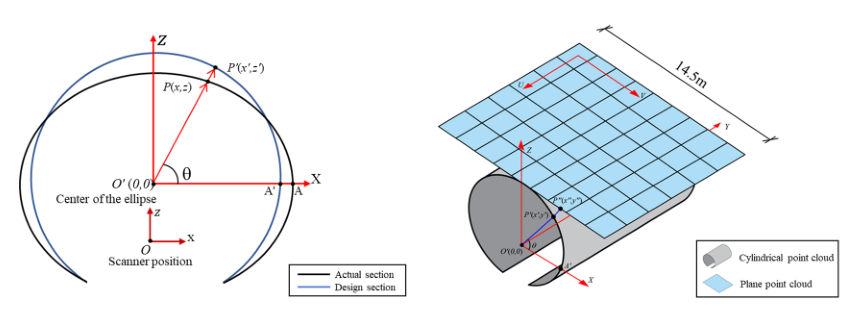 Z
P'(x',z')
P(x,z)
θ
O' (0,0)
A'
A
X
Center of the ellipse
Z
X
O
Scanner position
Actual section
Design section
14.5m
U
V
Y
Z
P''(x'',y'')
P'(x',y')
O'(0,0)
θ
A'
X
Cylindrical point cloud
Plane point cloud